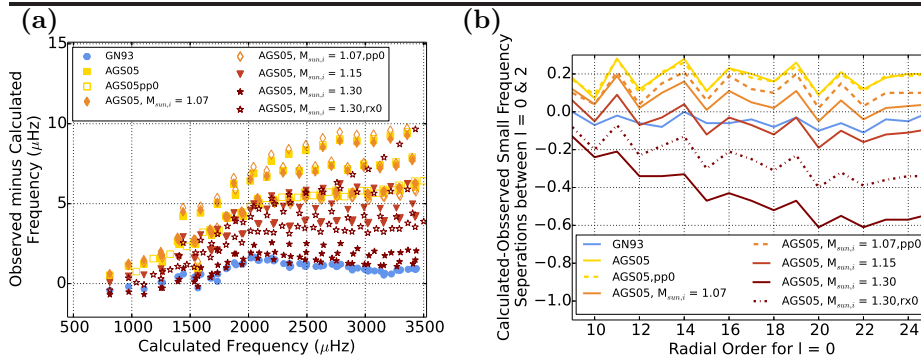 (a)
15
10
5
0
Observed minus Calculated
Frequency (μHz)
GN93
AGS05
AGS05pp0
AGS05, M_sun,i = 1.07
AGS05, M_sun,i = 1.07,pp0
AGS05, M_sun,i = 1.15
AGS05, M_sun,i = 1.30
AGS05, M_sun,i = 1.30,rx0
500 1000 1500 2000 2500 3000 3500
Calculated Frequency (μHz)
(b)
0.2
0.0
−0.2
−0.4
−0.6
−0.8
−1.0
Calculated-Observed Small Frequency
Seperations between l = 0 & 2
GN93
AGS05
AGS05,pp0
AGS05, M_sun,i = 1.07
AGS05, M_sun,i = 1.07,pp0
AGS05, M_sun,i = 1.15
AGS05, M_sun,i = 1.30
AGS05, M_sun,i = 1.30,rx0
10 12 14 16 18 20 22 24
Radial Order for l = 0